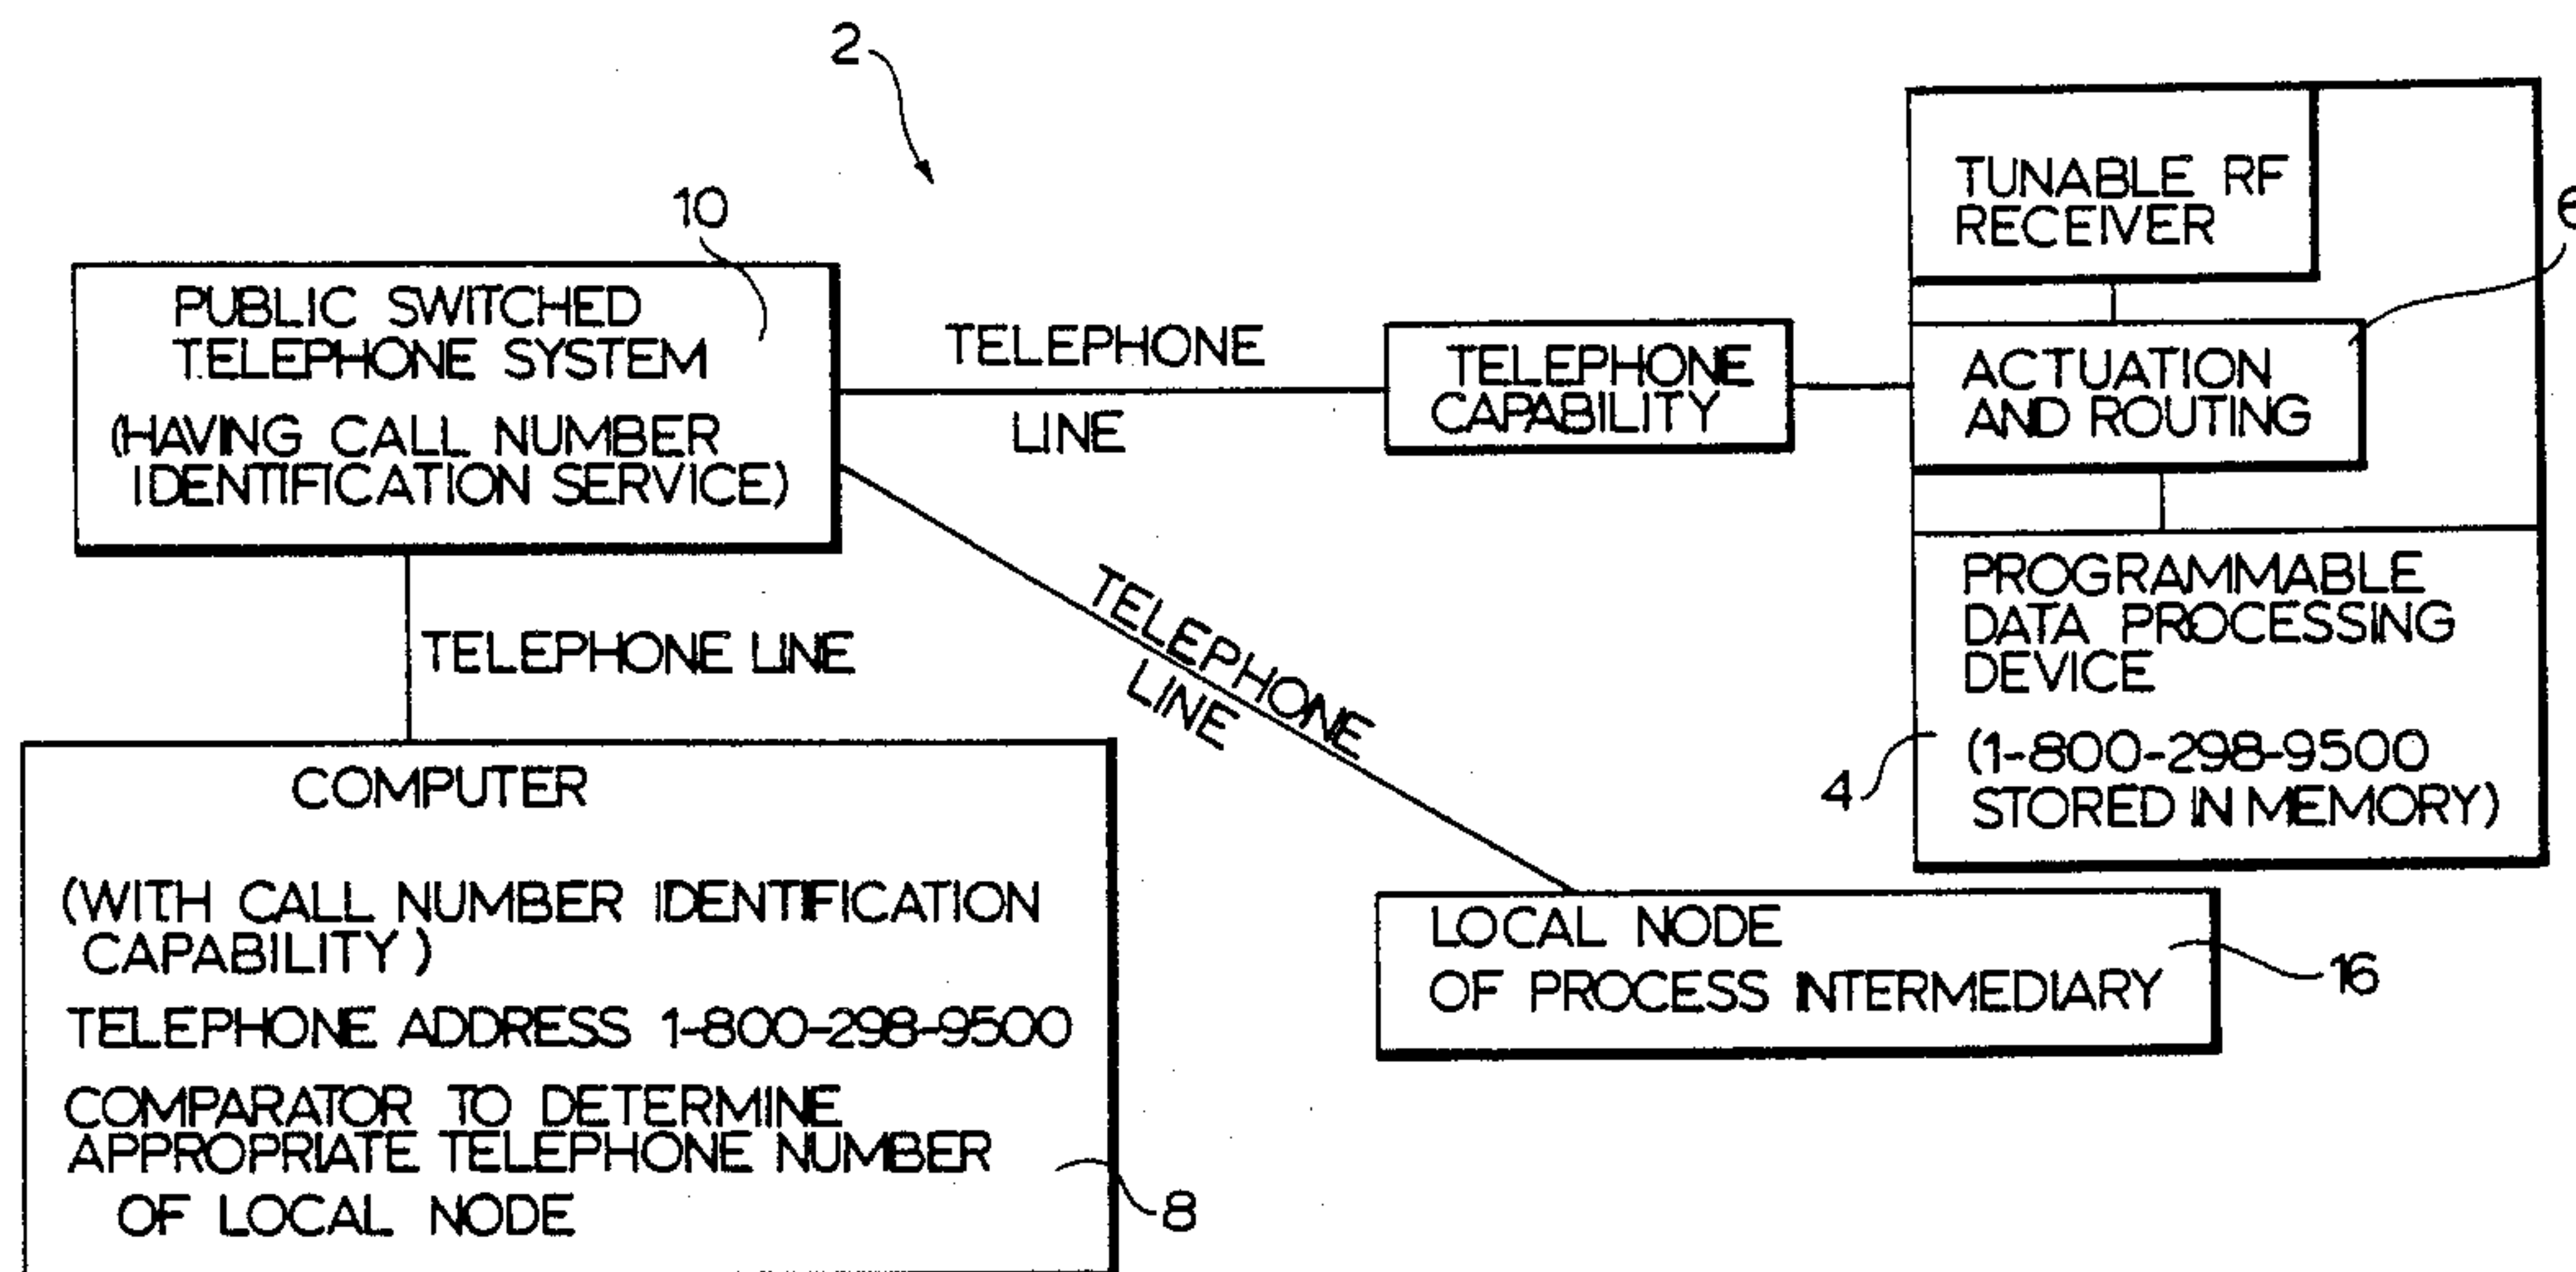 2
10
PUBLIC SWITCHED
TELEPHONE SYSTEM
(HAVING CALL NUMBER
IDENTIFICATION SERVICE)
TELEPHONE
LINE
TELEPHONE
CAPABILITY
TUNABLE RF
RECEIVER
6
ACTUATION
AND ROUTING
PROGRAMMABLE
DATA PROCESSING
DEVICE
(1-800-298-9500
STORED IN MEMORY)
4
TELEPHONE LINE
TELEPHONE
LINE
COMPUTER
(WITH CALL NUMBER IDENTIFICATION
CAPABILITY)
TELEPHONE ADDRESS 1-800-298-9500
COMPARATOR TO DETERMINE
APPROPRIATE TELEPHONE NUMBER
OF LOCAL NODE
8
LOCAL NODE
OF PROCESS INTERMEDIARY
16